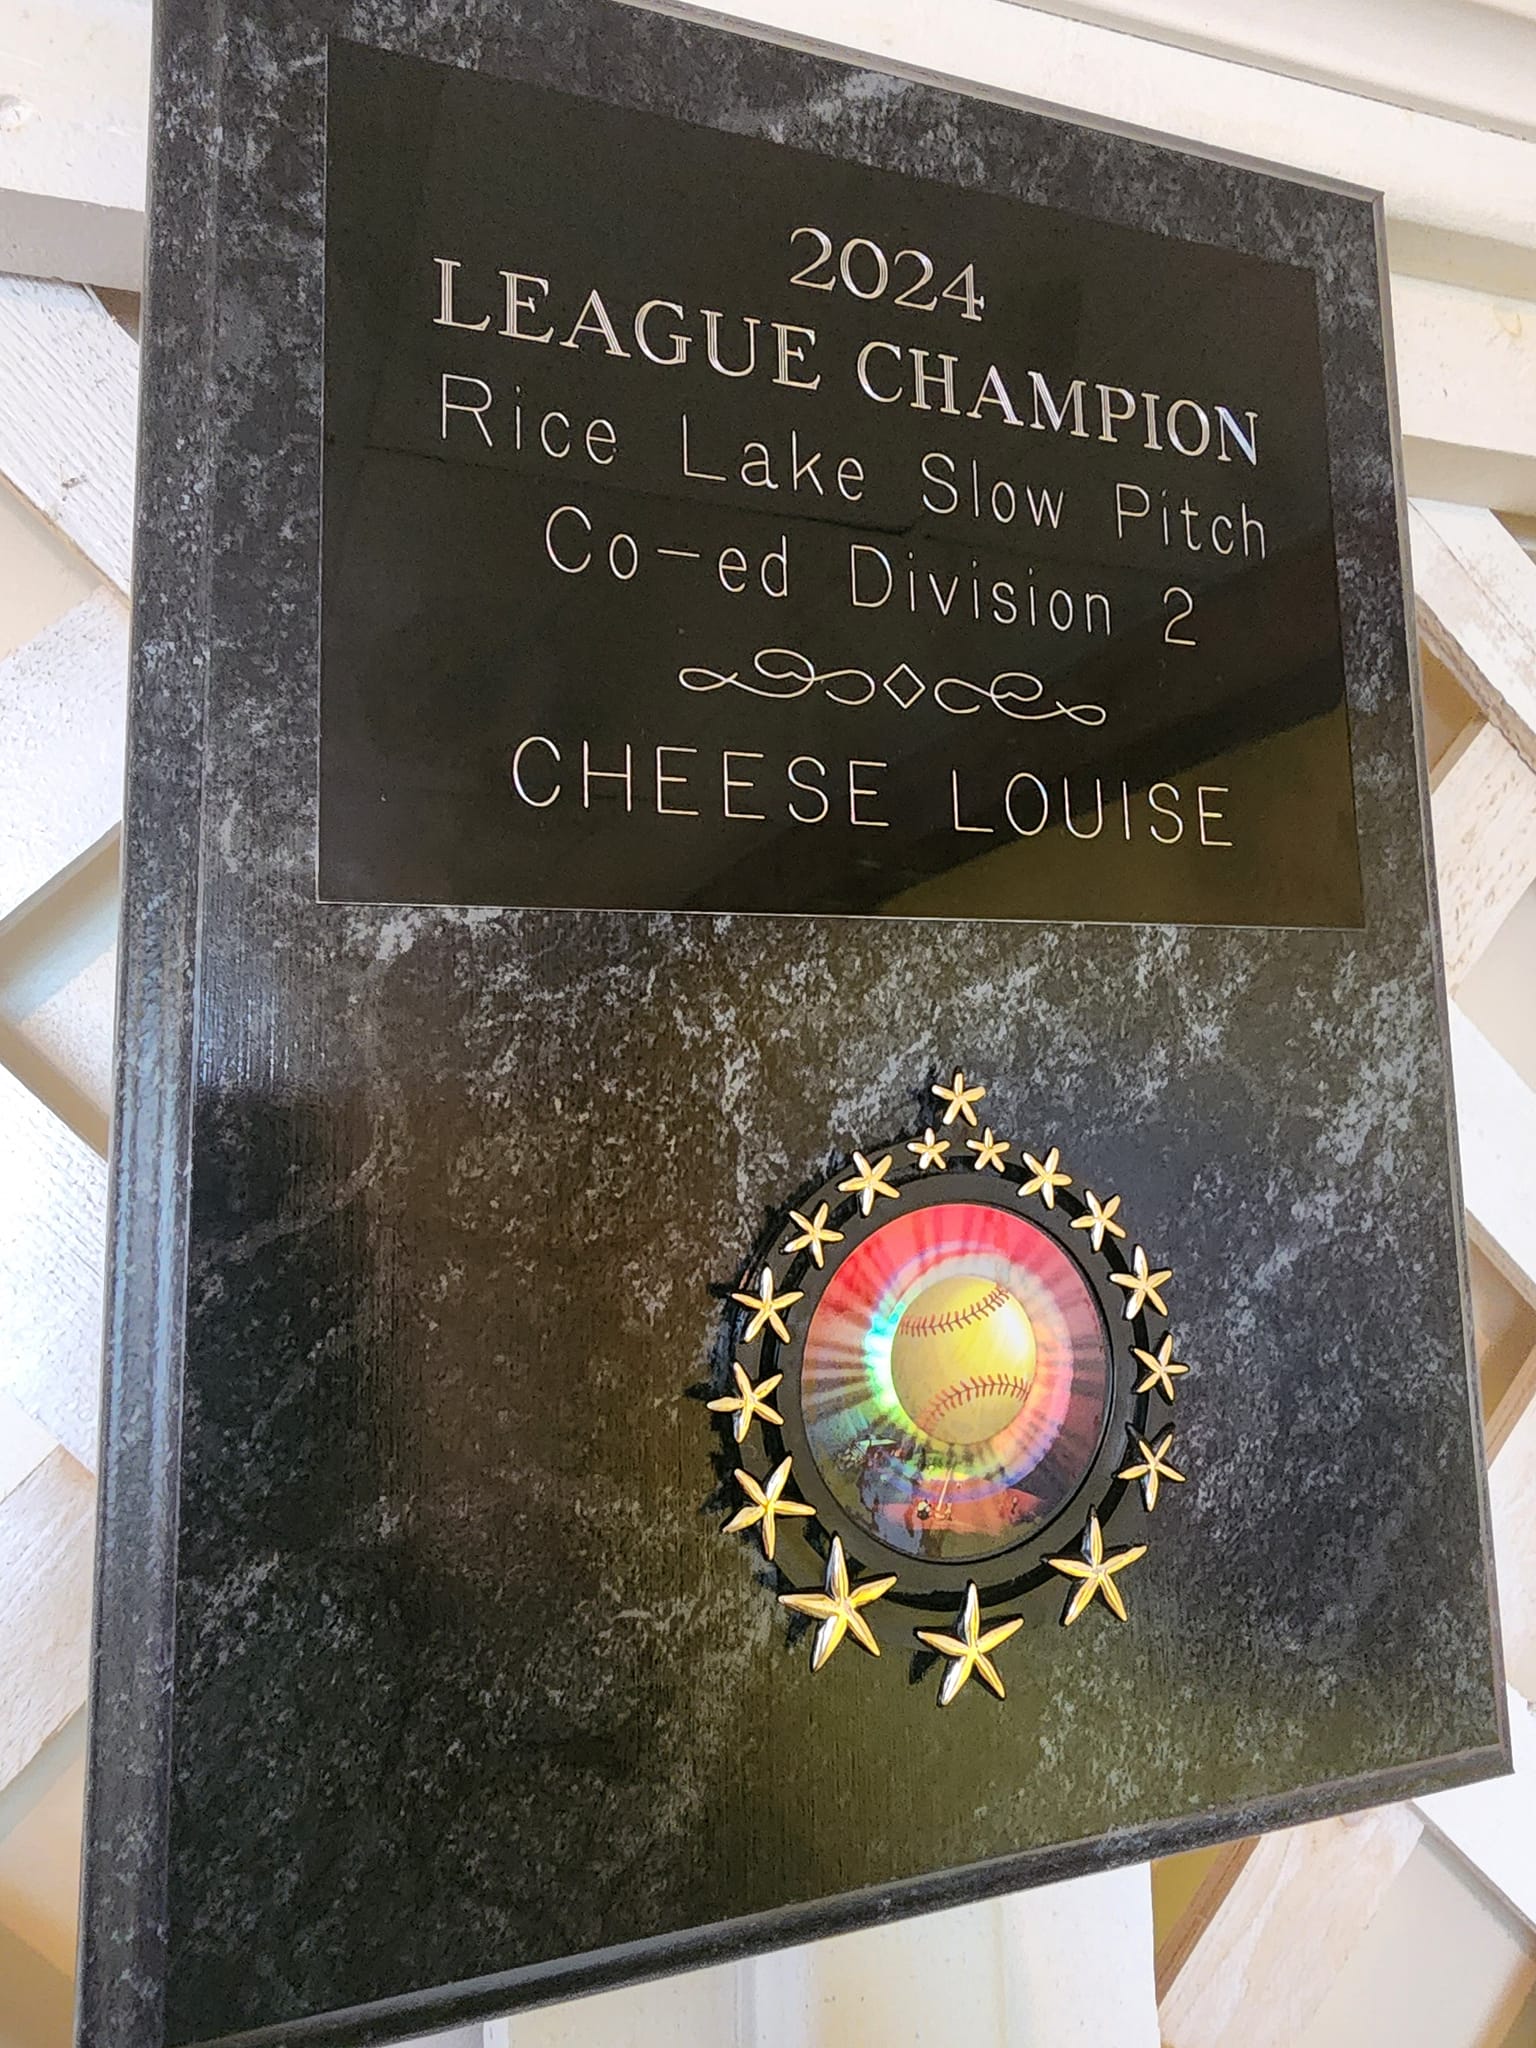 2024
LEAGUE CHAMPION
Rice Lake Slow Pitch
Co-ed Division 2
CHEESE LOUISE